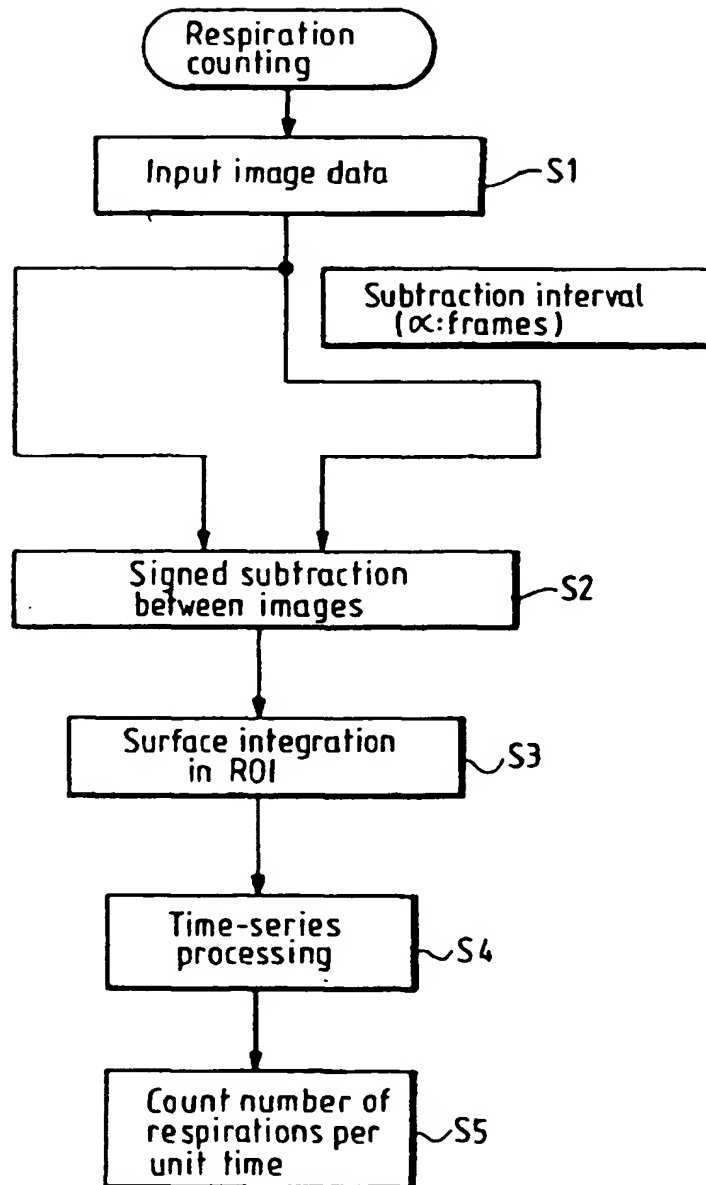 Respiration
counting
Input image data
S1
Subtraction interval
(∝:frames)
Signed subtraction
between images
S2
Surface integration
in ROI
S3
Time-series
processing
S4
Count number of
respirations per
unit time
S5